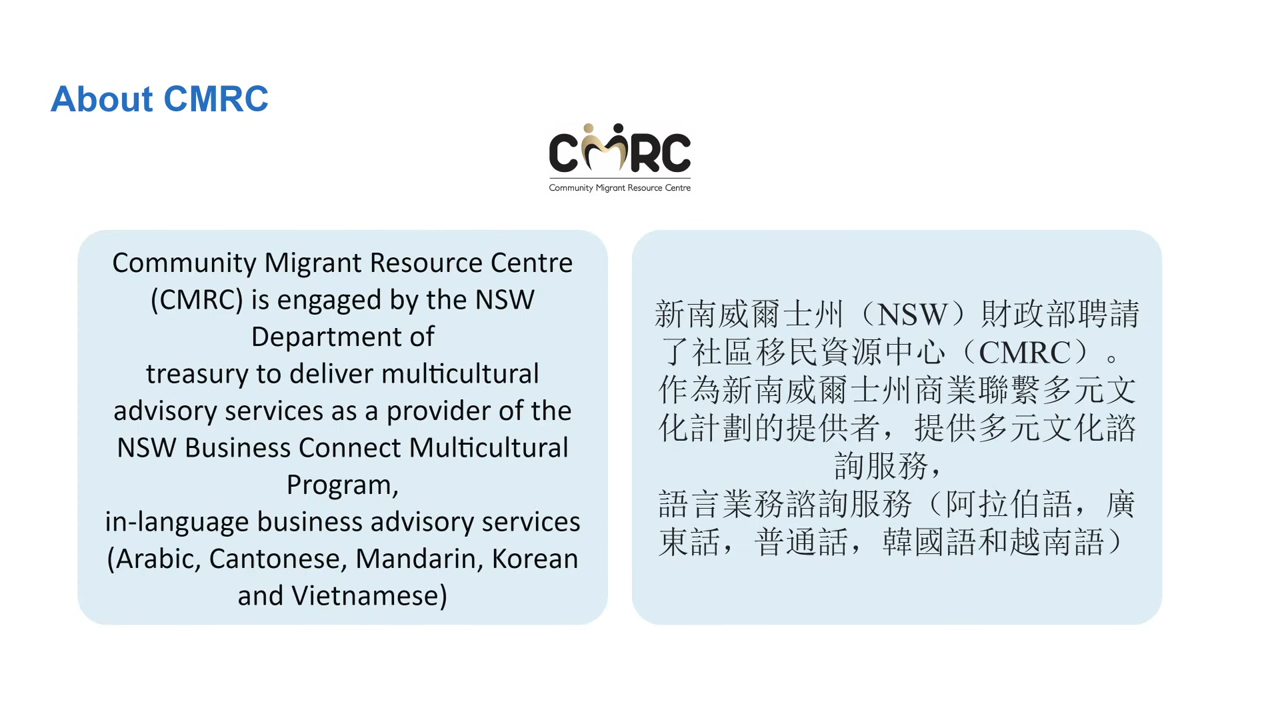 About CMRC
CMRC
Community Migrant Resource Centre
Community Migrant Resource Centre
(CMRC) is engaged by the NSW
Department of
treasury to deliver multicultural
advisory services as a provider of the
NSW Business Connect Multicultural
Program,
in-language business advisory services
(Arabic, Cantonese, Mandarin, Korean
and Vietnamese)
新南威爾士州（NSW）財政部聘請
了社區移民資源中心（CMRC）。
作為新南威爾士州商業聯繫多元文
化計劃的提供者，提供多元文化諮
詢服務，
語言業務諮詢服務（阿拉伯語，廣
東話，普通話，韓國語和越南語）